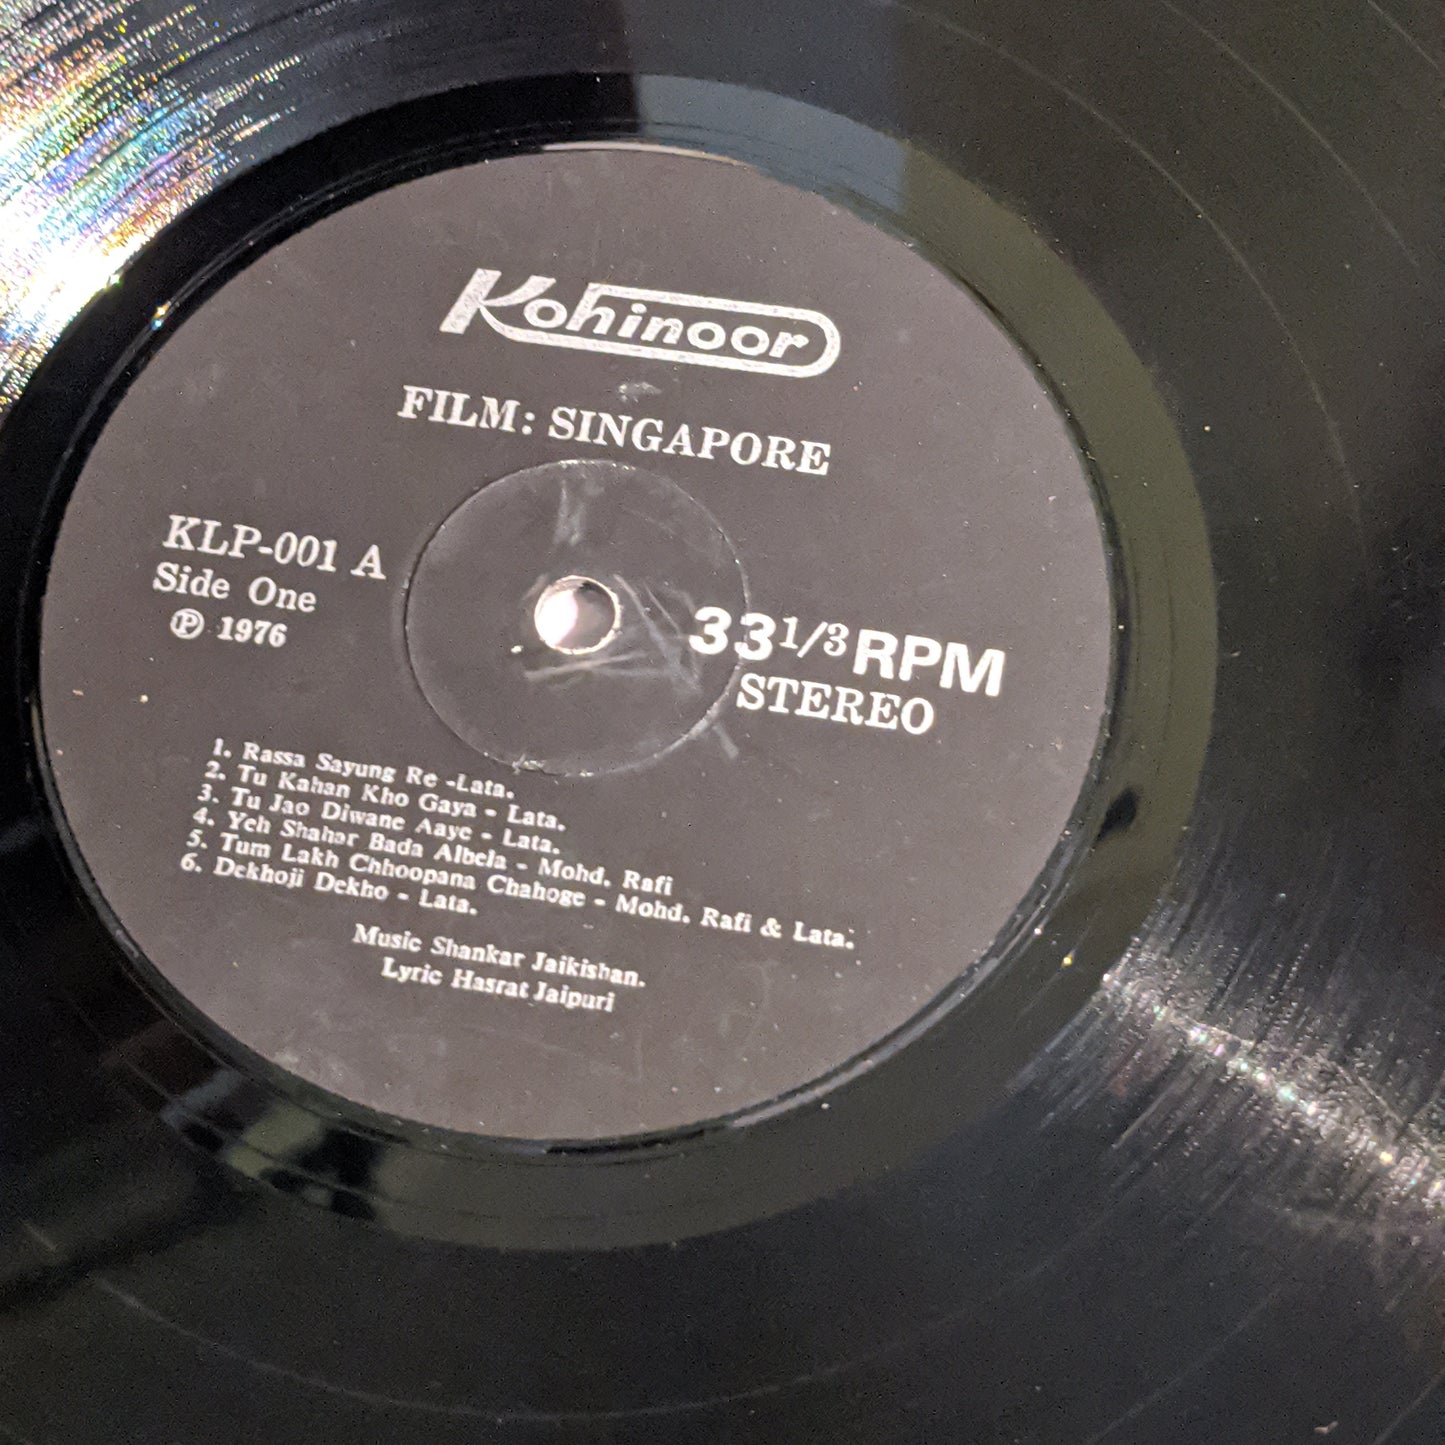 Kohinoor
FILM: SINGAPORE
KLP-001 A
Side One
Ⓟ 1976
33 1/3 RPM
STEREO
1. Rassa Sayung Re -Lata.
2. Tu Kahan Kho Gaya - Lata.
3. Tu Jao Diwane Aaye - Lata.
4. Yeh Shahar Bada Albela - Mohd. Rafi
5. Tum Lakh Chhoopana Chahoge - Mohd. Rafi & Lata.
6. Dekhoji Dekho - Lata.
Music Shankar Jaikishan.
Lyric Hasrat Jaipuri